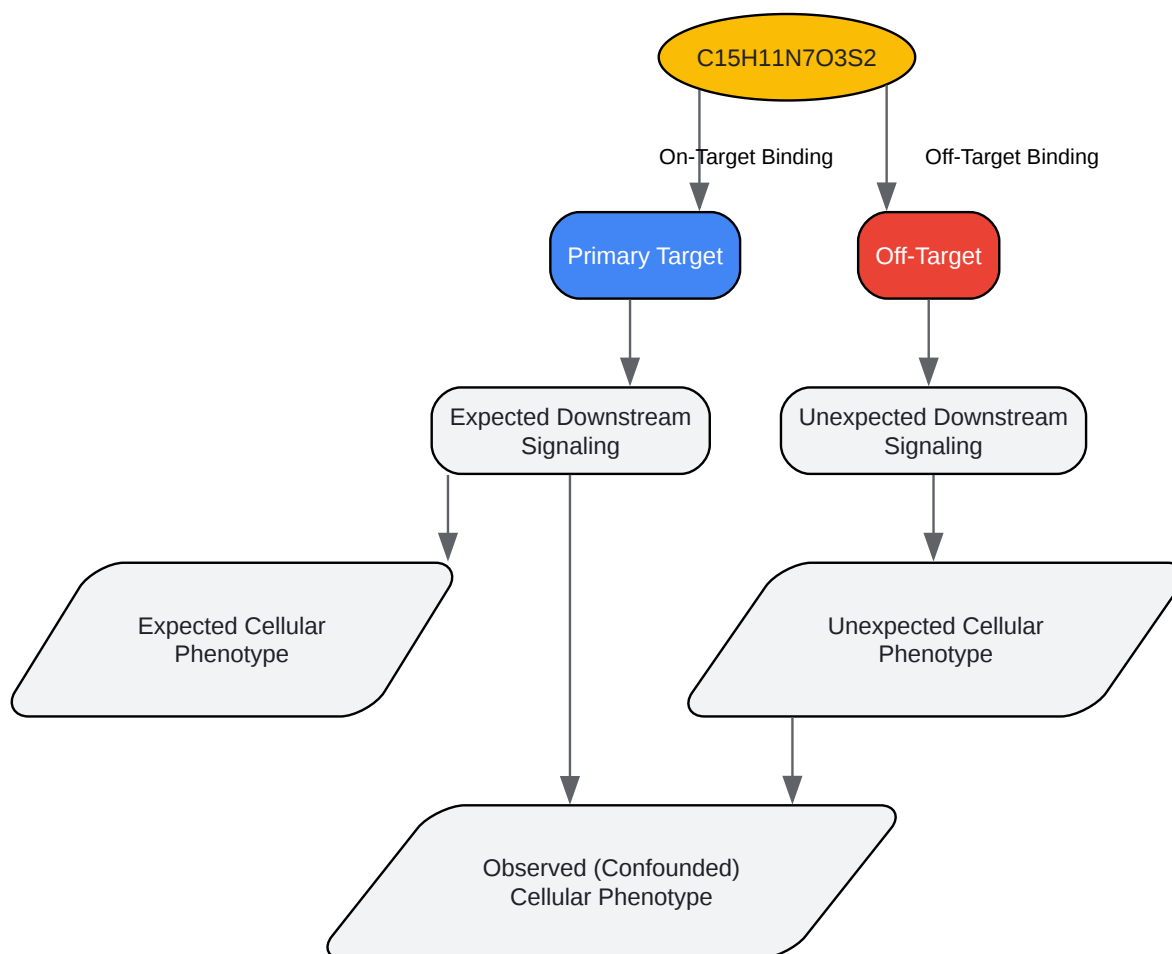 C15H11N7O3S2
On-Target Binding
Off-Target Binding
Primary Target
Off-Target
Expected Downstream
Signaling
Unexpected Downstream
Signaling
Expected Cellular
Phenotype
Unexpected Cellular
Phenotype
Observed (Confounded)
Cellular Phenotype